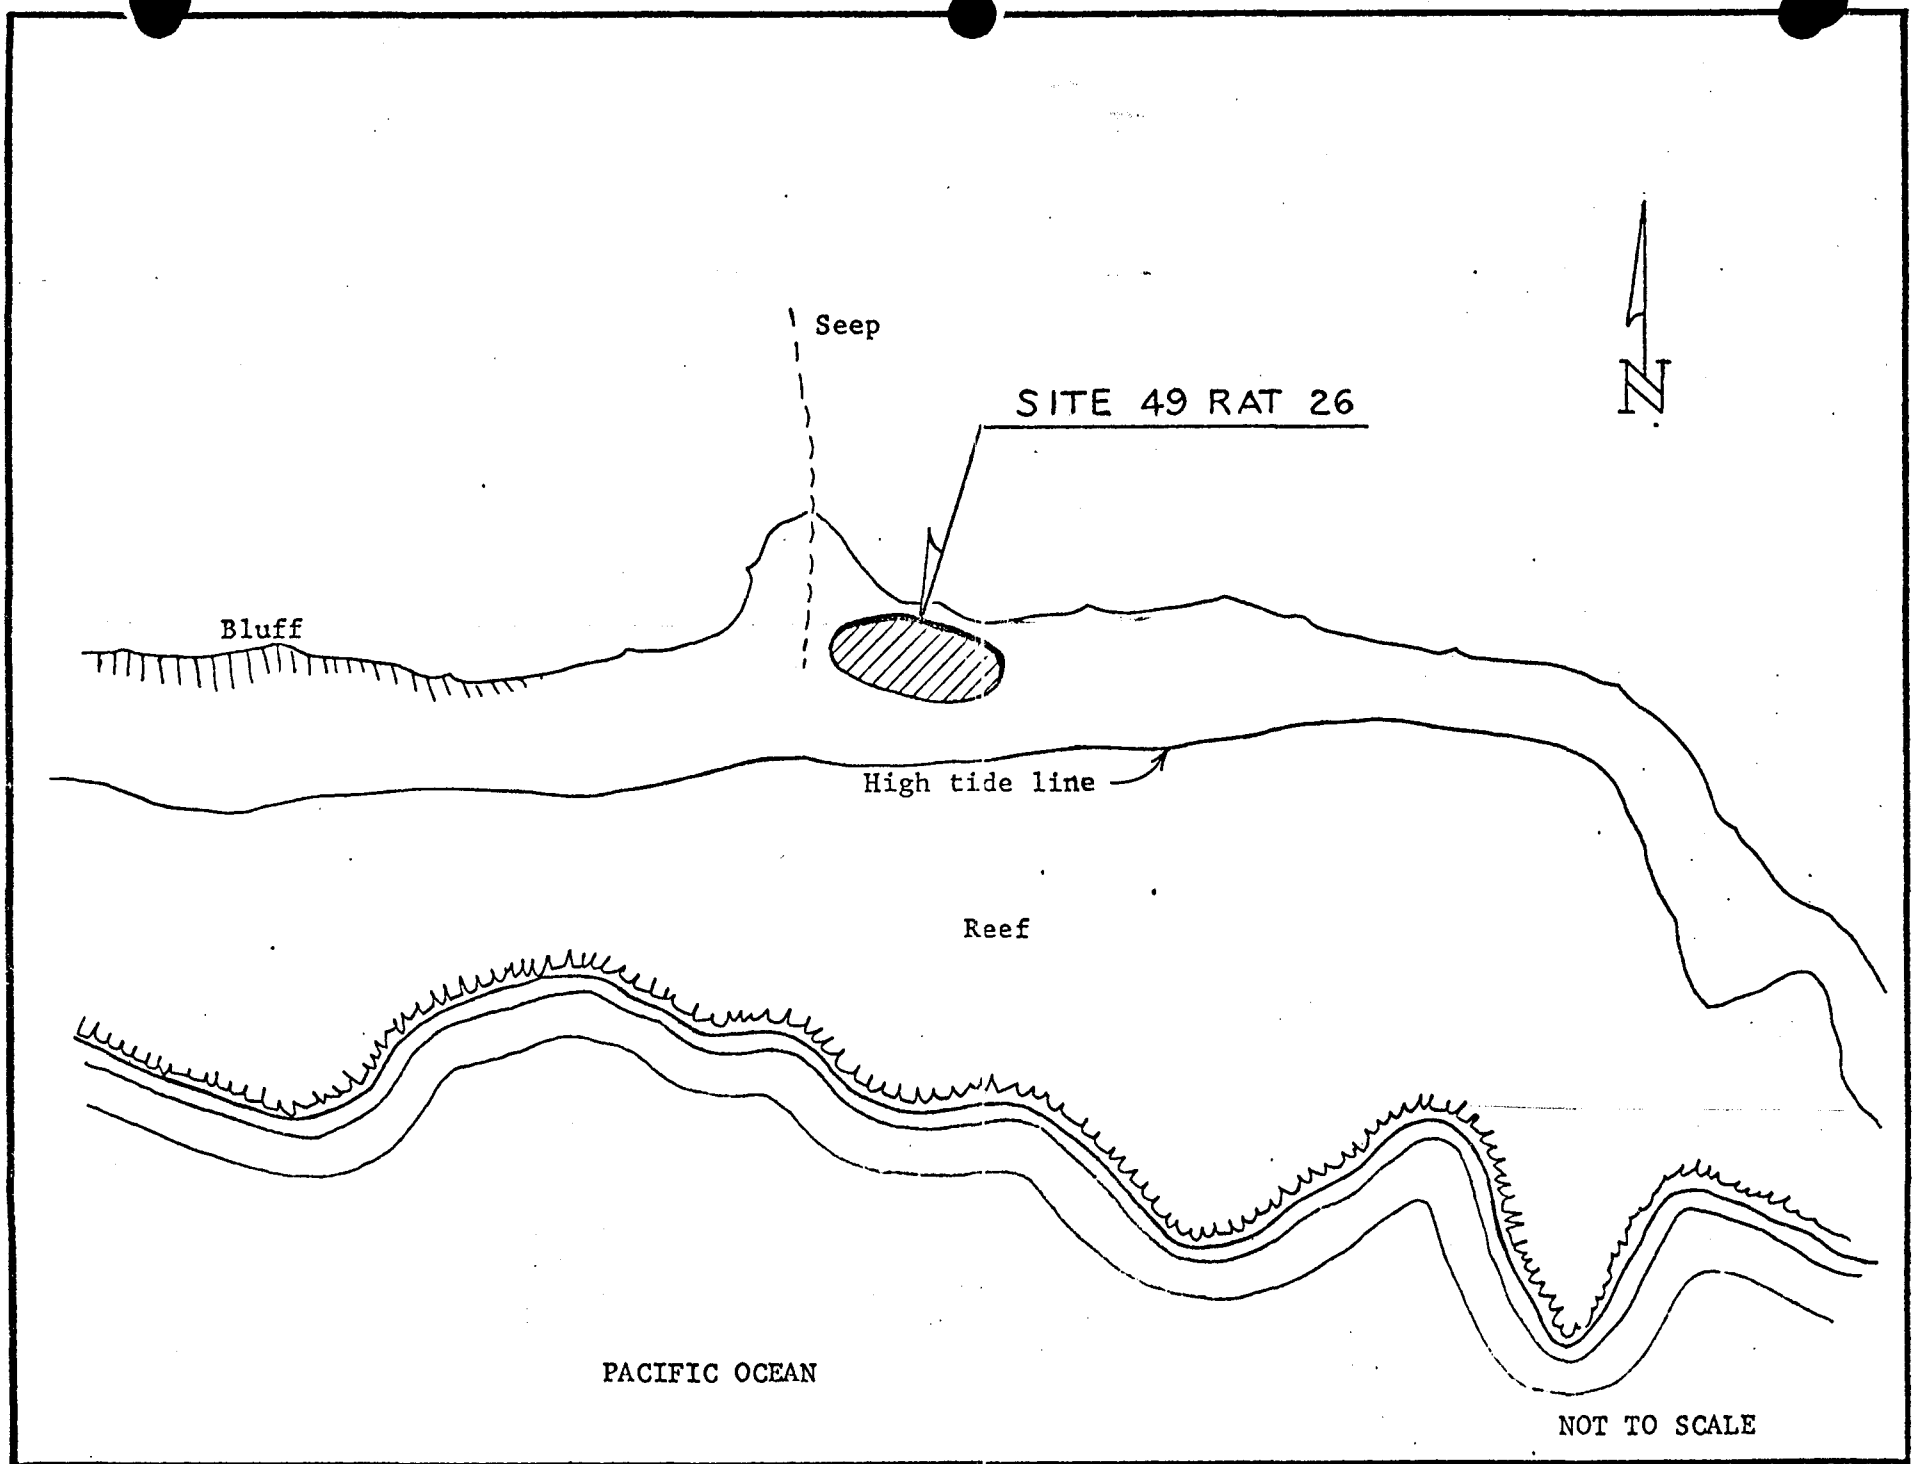 Seep
SITE 49 RAT 26
N
Bluff
High tide line
Reef
PACIFIC OCEAN
NOT TO SCALE